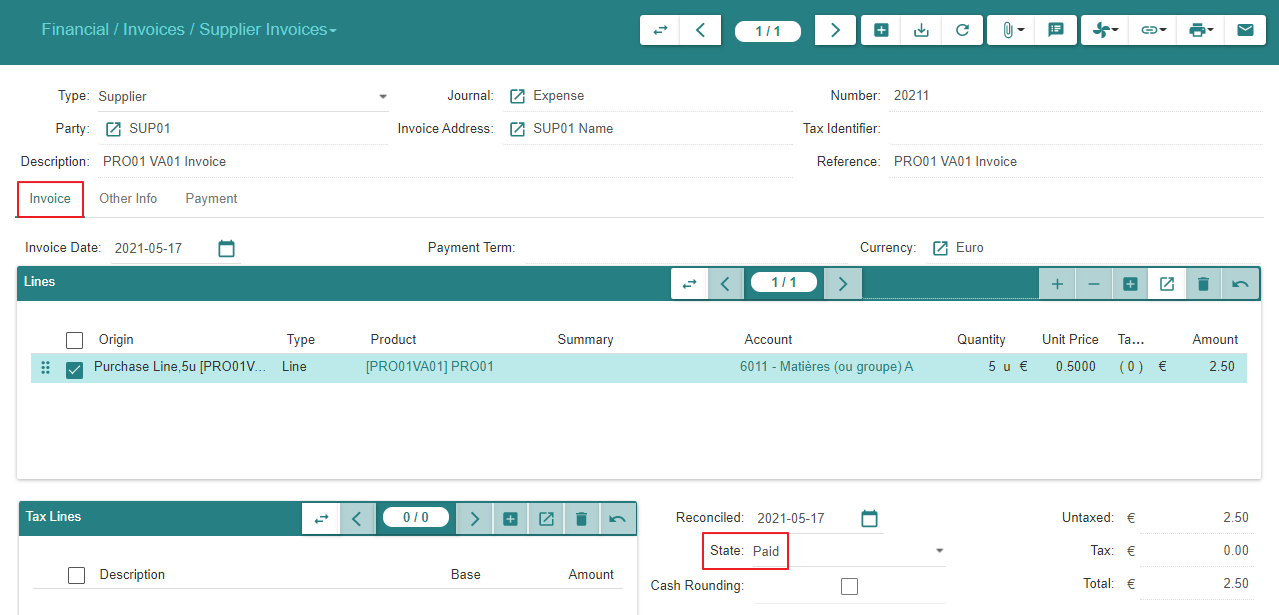 Financial / Invoices / Supplier Invoices
1 / 1
Type: Supplier Journal: Expense Number: 20211
Party: SUP01 Invoice Address: SUP01 Name Tax Identifier:
Description: PRO01 VA01 Invoice Reference: PRO01 VA01 Invoice
Invoice Other Info Payment
Invoice Date: 2021-05-17 Payment Term: Currency: Euro
Lines 1 / 1
Origin Type Product Summary Account Quantity Unit Price Ta... Amount
Purchase Line,5u [PRO01V... Line [PRO01VA01] PRO01 6011 - Matières (ou groupe) A 5 u € 0.5000 ( 0 ) € 2.50
Tax Lines 0 / 0
Description Base Amount
Reconciled: 2021-05-17 Untaxed: € 2.50
State: Paid Tax: € 0.00
Cash Rounding: Total: € 2.50